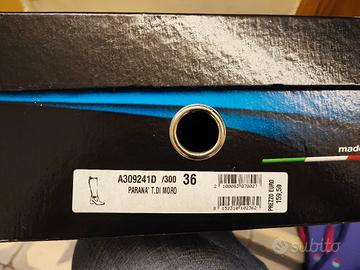 made
A309241D /300 36
PARANA' T.DI MORO
PREZZO EURO
159,50
subito